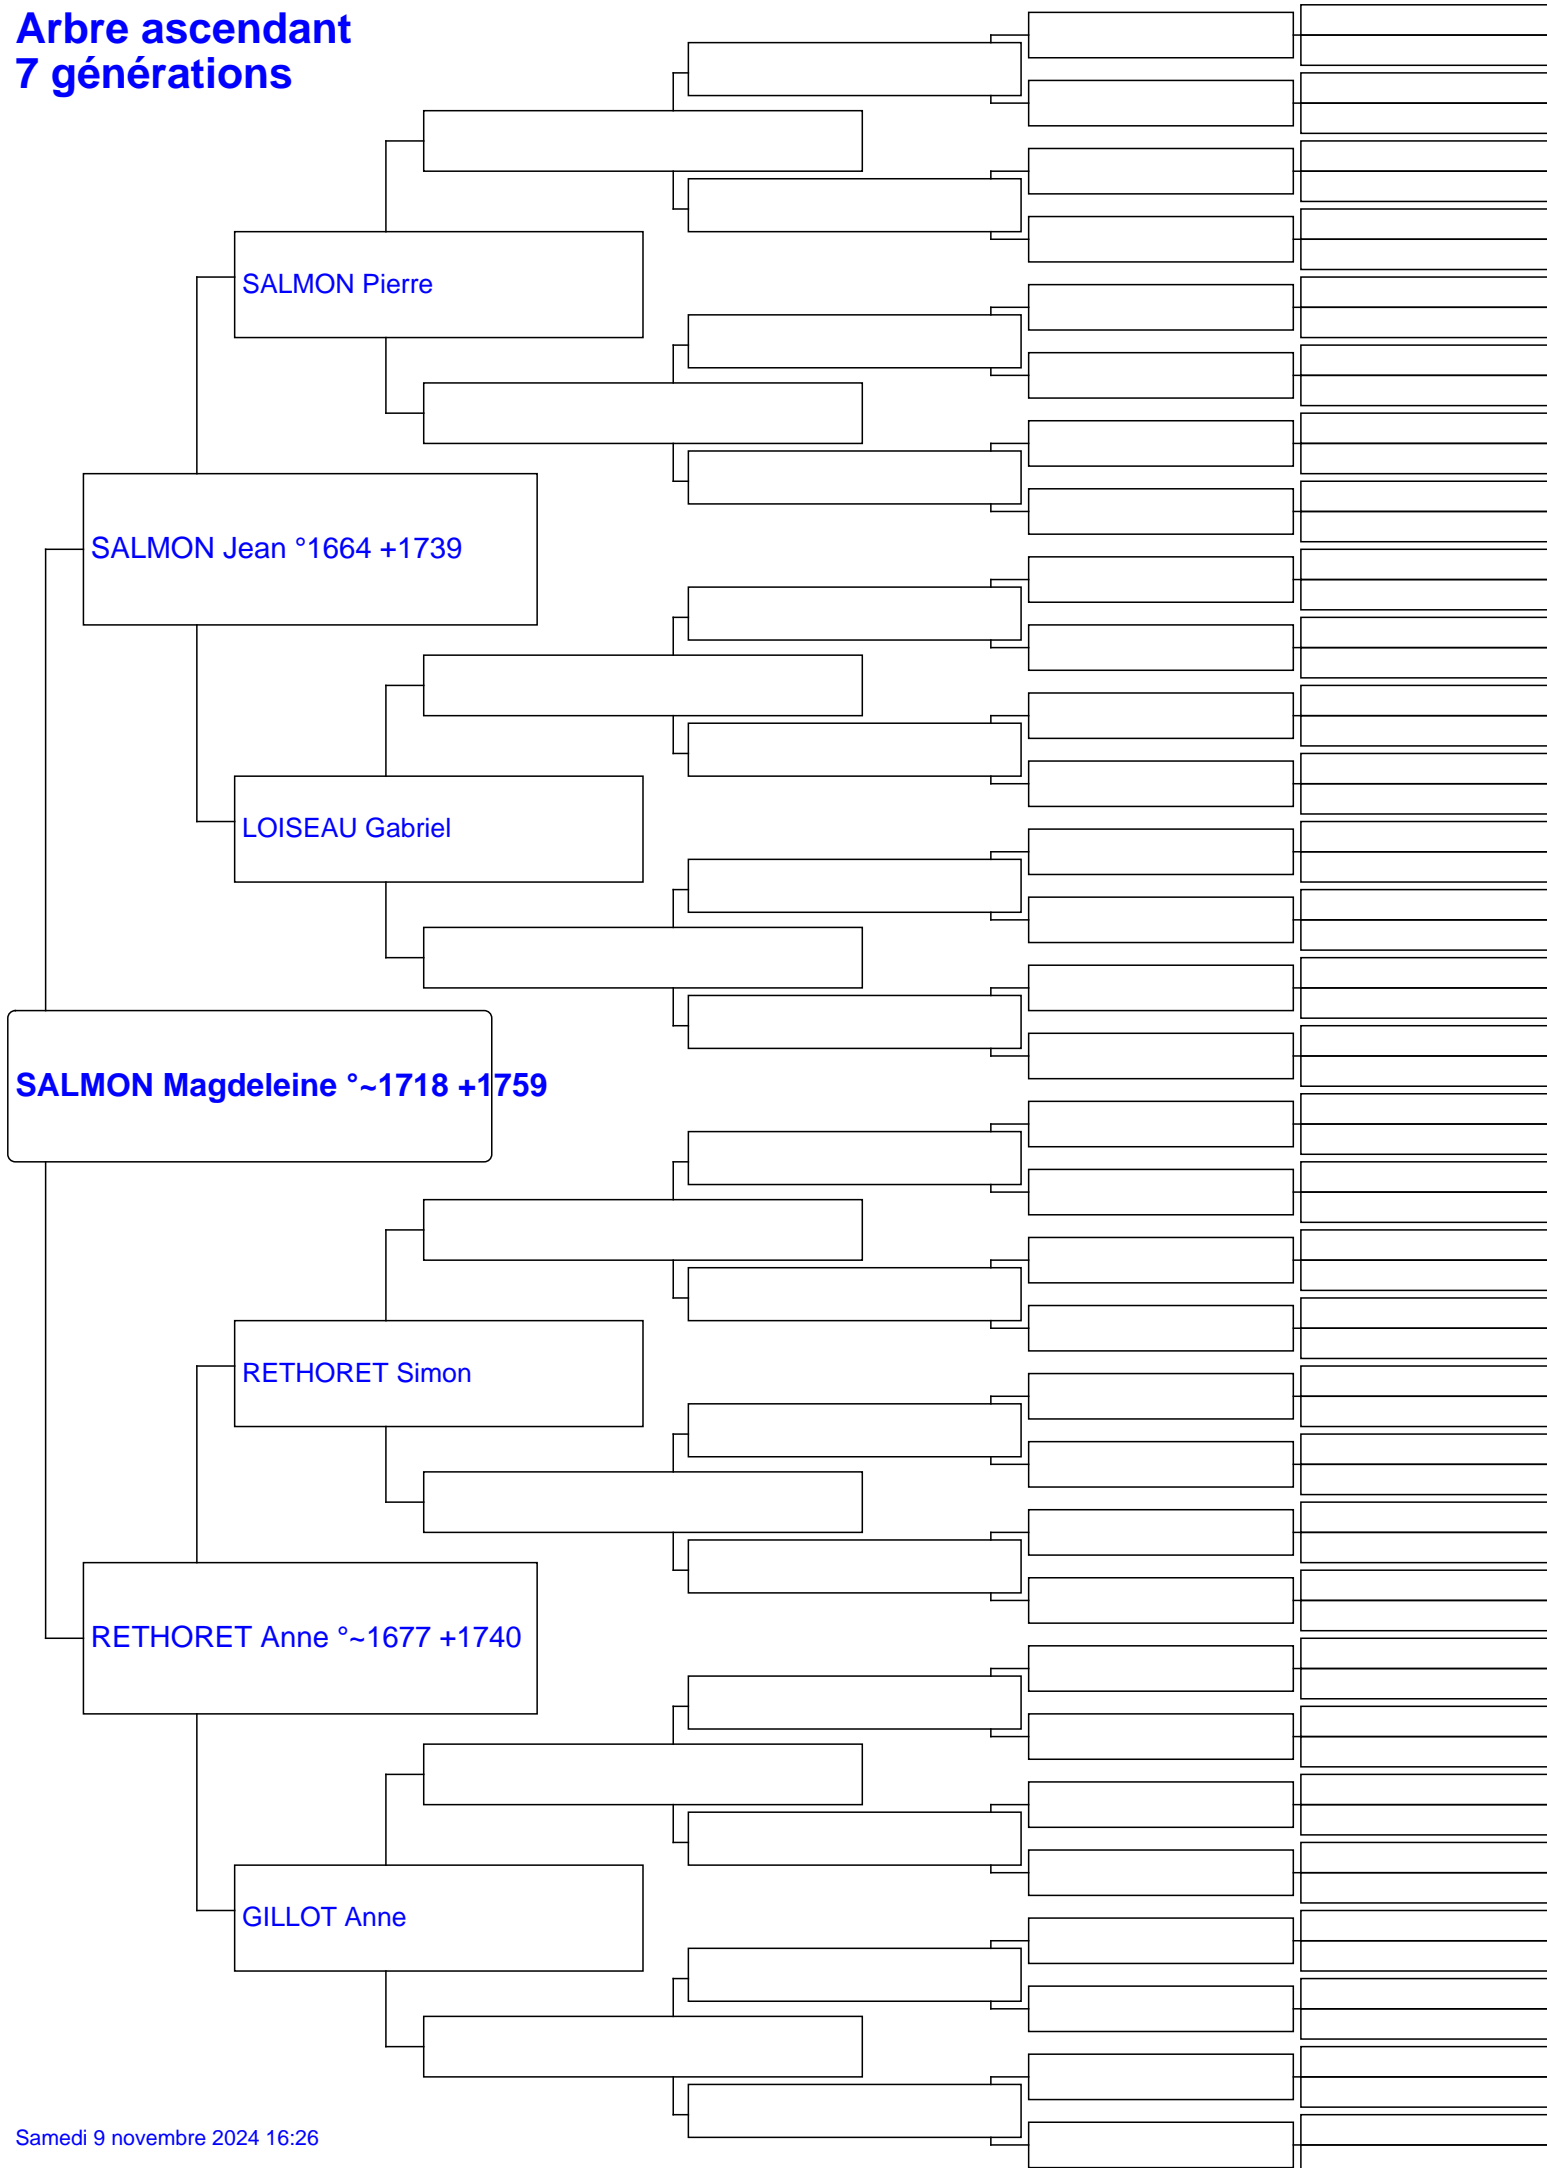 Arbre ascendant
7 générations
SALMON Pierre
SALMON Jean °1664 +1739
LOISEAU Gabriel
SALMON Magdeleine °~1718 +1759
RETHORET Simon
RETHORET Anne °~1677 +1740
GILLOT Anne
Samedi 9 novembre 2024 16:26